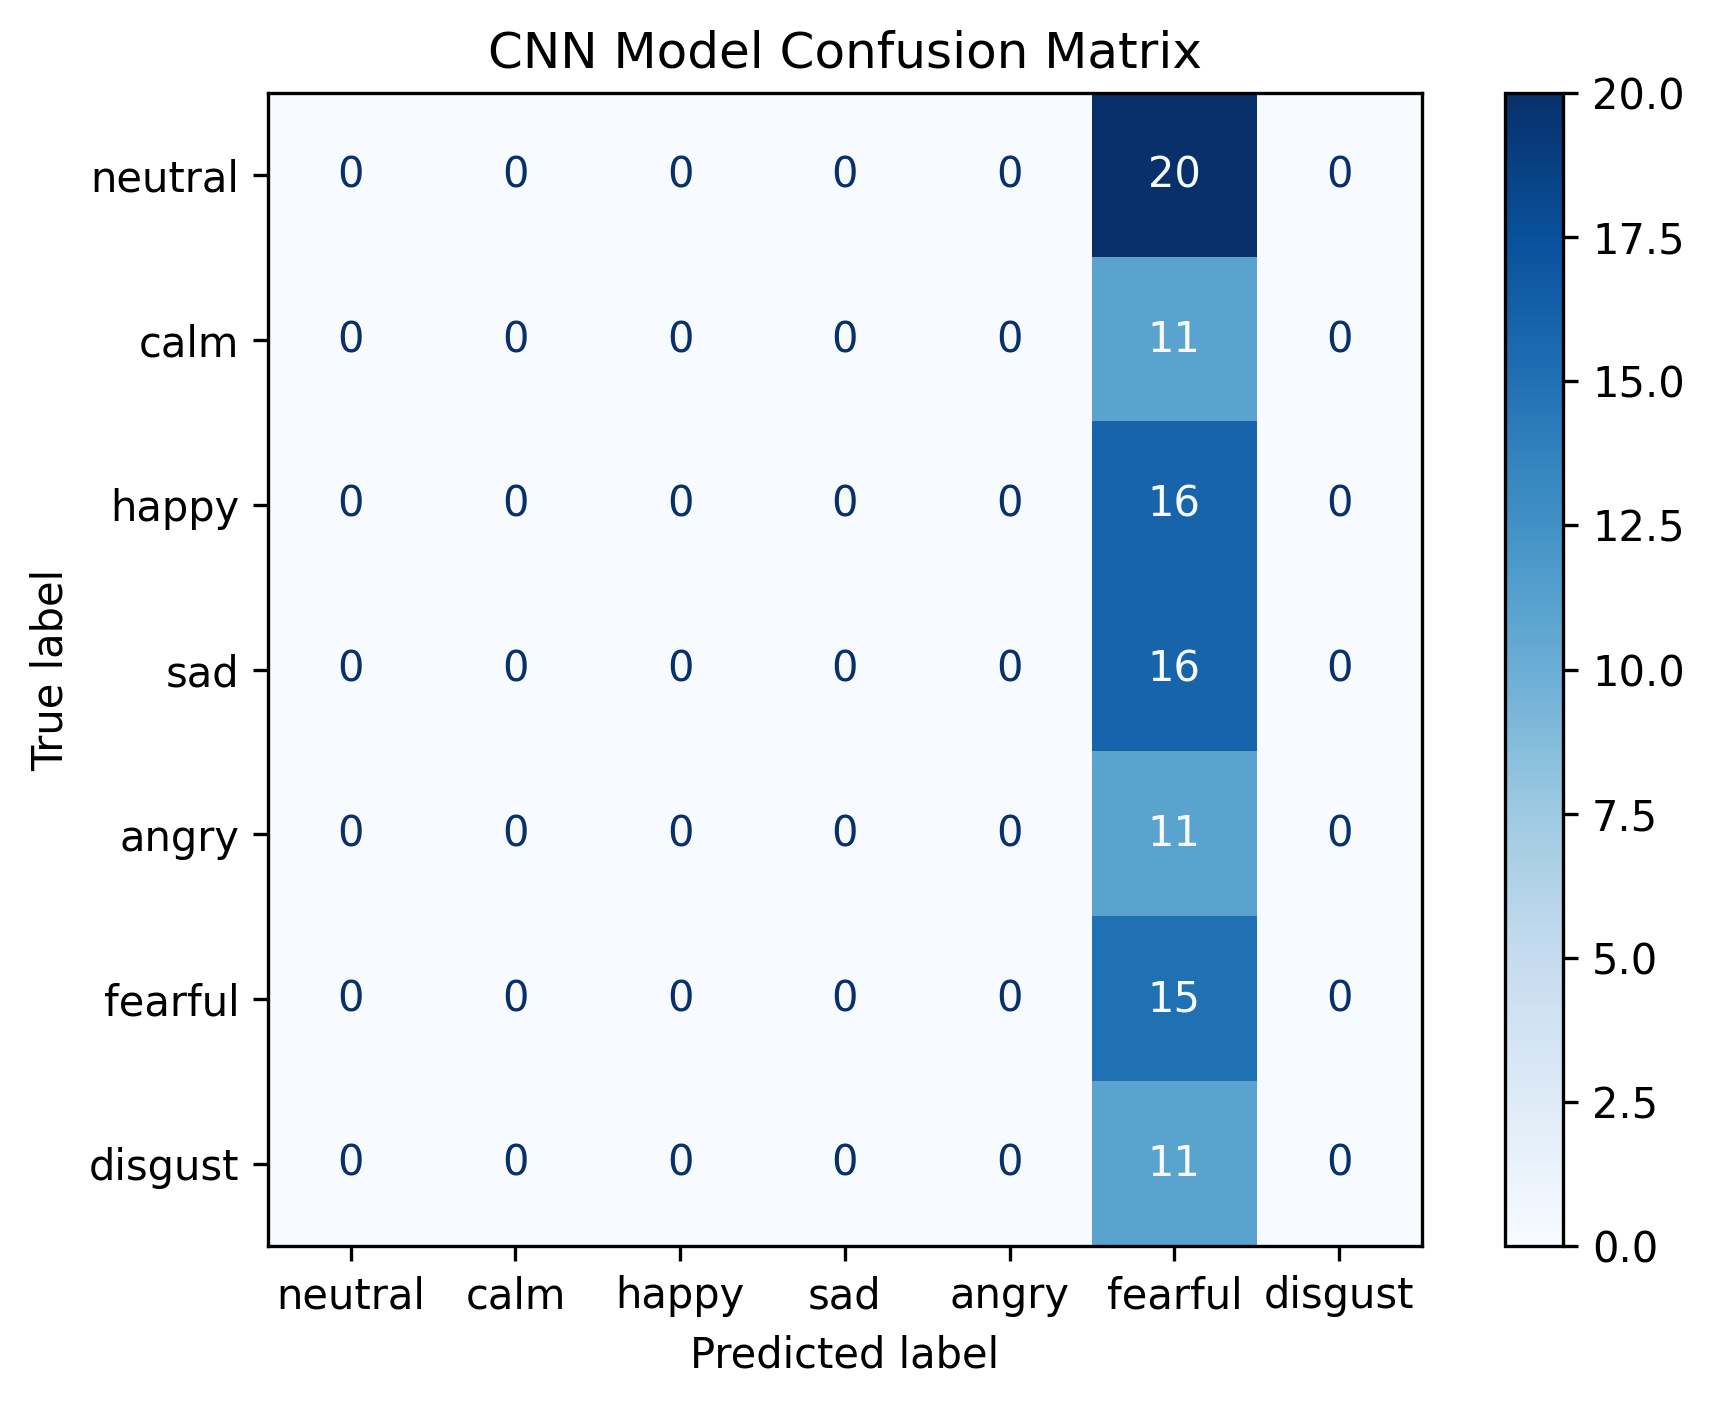 CNN Model Confusion Matrix
True label
neutral 0 0 0 0 0 20 0
calm 0 0 0 0 0 11 0
happy 0 0 0 0 0 16 0
sad 0 0 0 0 0 16 0
angry 0 0 0 0 0 11 0
fearful 0 0 0 0 0 15 0
disgust 0 0 0 0 0 11 0
neutral calm happy sad angry fearful disgust
Predicted label
20.0
17.5
15.0
12.5
10.0
7.5
5.0
2.5
0.0